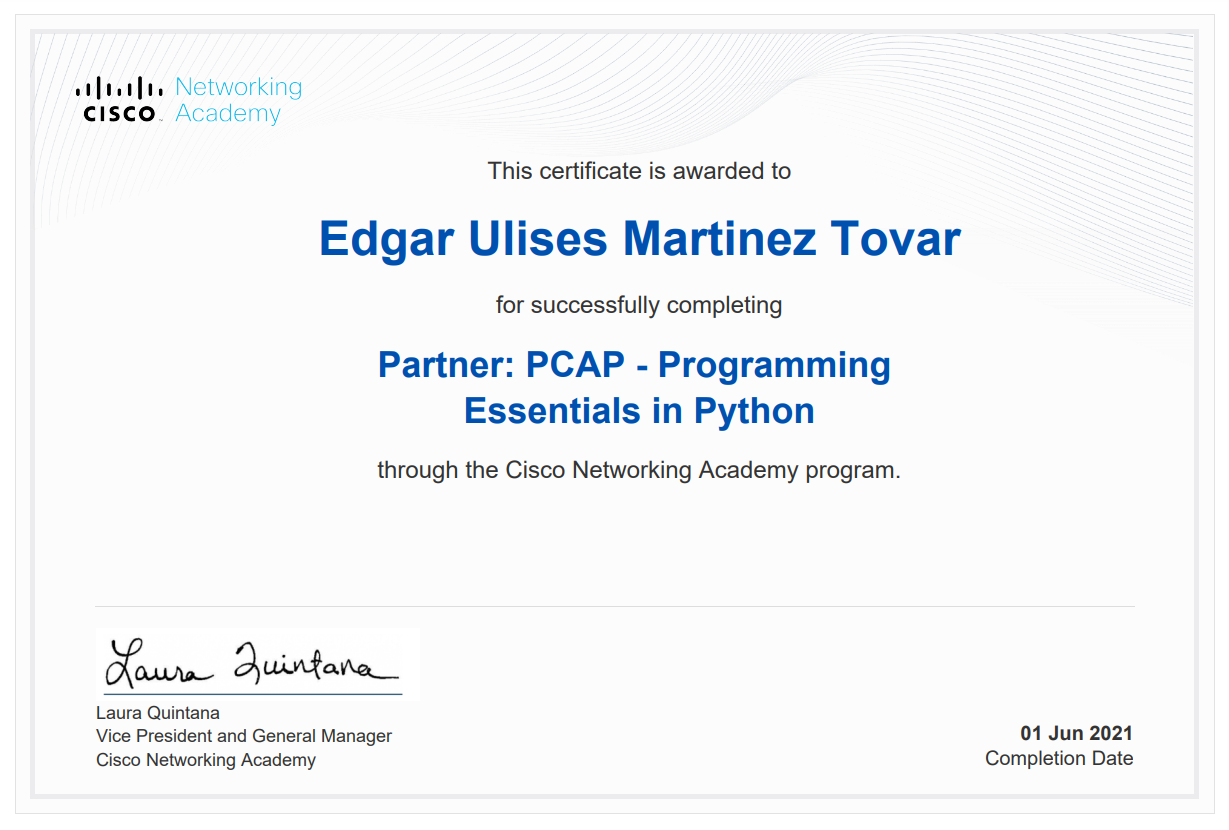 CISCO Networking Academy
This certificate is awarded to
Edgar Ulises Martinez Tovar
for successfully completing
Partner: PCAP - Programming
Essentials in Python
through the Cisco Networking Academy program.
Laura Quintana
Laura Quintana
Vice President and General Manager
Cisco Networking Academy
01 Jun 2021
Completion Date